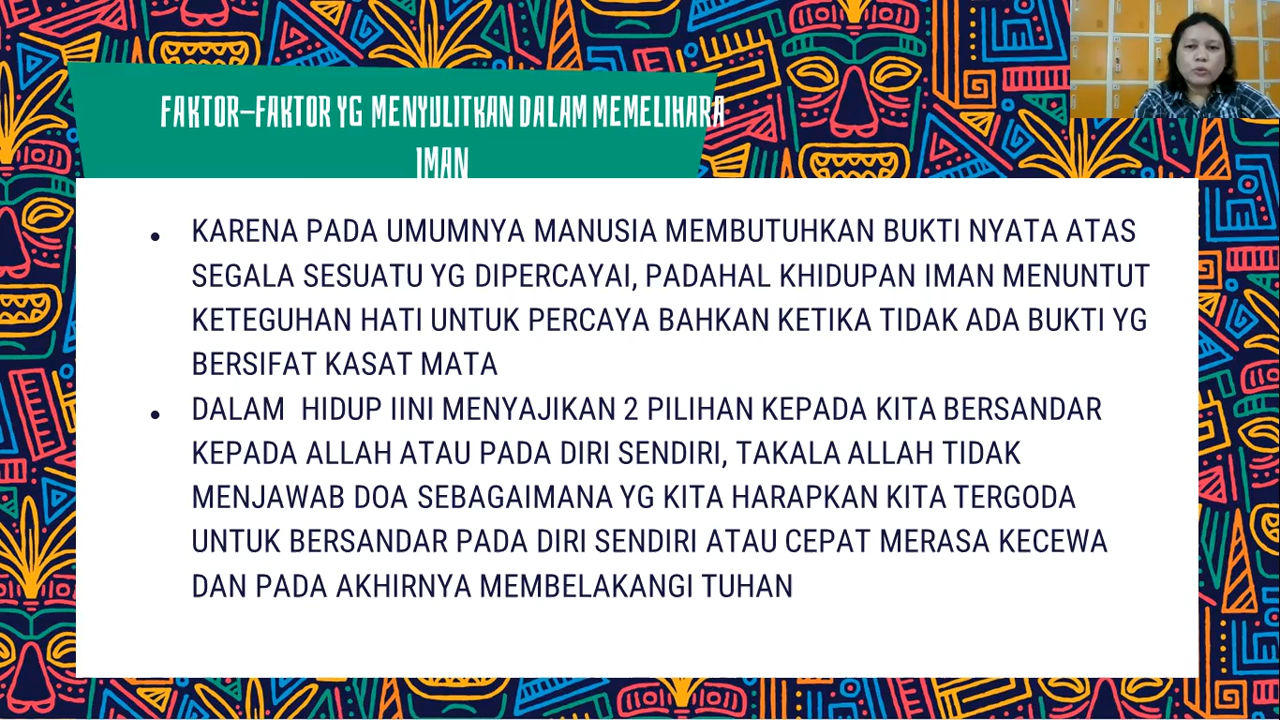 FAKTOR-FAKTOR YG MENYULITKAN DALAM MEMELIHARA
IMAN
• KARENA PADA UMUMNYA MANUSIA MEMBUTUHKAN BUKTI NYATA ATAS
SEGALA SESUATU YG DIPERCAYAI, PADAHAL KHIDUPAN IMAN MENUNTUT
KETEGUHAN HATI UNTUK PERCAYA BAHKAN KETIKA TIDAK ADA BUKTI YG
BERSIFAT KASAT MATA
• DALAM HIDUP IINI MENYAJIKAN 2 PILIHAN KEPADA KITA BERSANDAR
KEPADA ALLAH ATAU PADA DIRI SENDIRI, TAKALA ALLAH TIDAK
MENJAWAB DOA SEBAGAIMANA YG KITA HARAPKAN KITA TERGODA
UNTUK BERSANDAR PADA DIRI SENDIRI ATAU CEPAT MERASA KECEWA
DAN PADA AKHIRNYA MEMBELAKANGI TUHAN